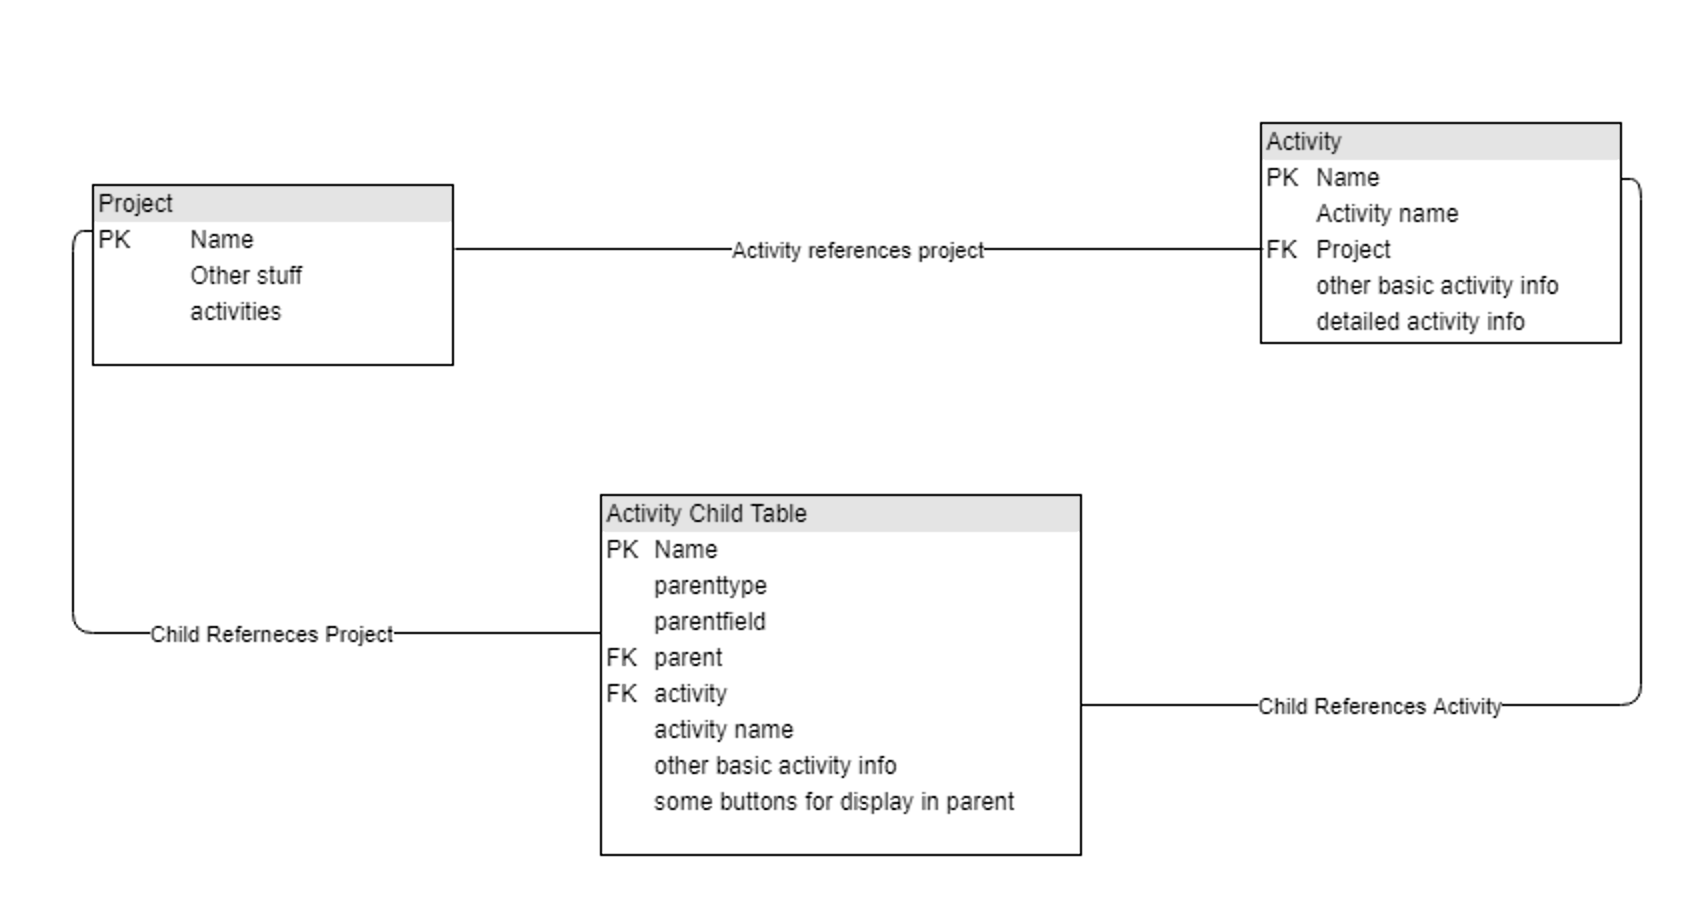 Project
PK Name
Other stuff
activities
Activity references project
Activity
PK Name
Activity name
FK Project
other basic activity info
detailed activity info
Activity Child Table
PK Name
parenttype
parentfield
FK parent
FK activity
activity name
other basic activity info
some buttons for display in parent
Child Referneces Project
Child References Activity